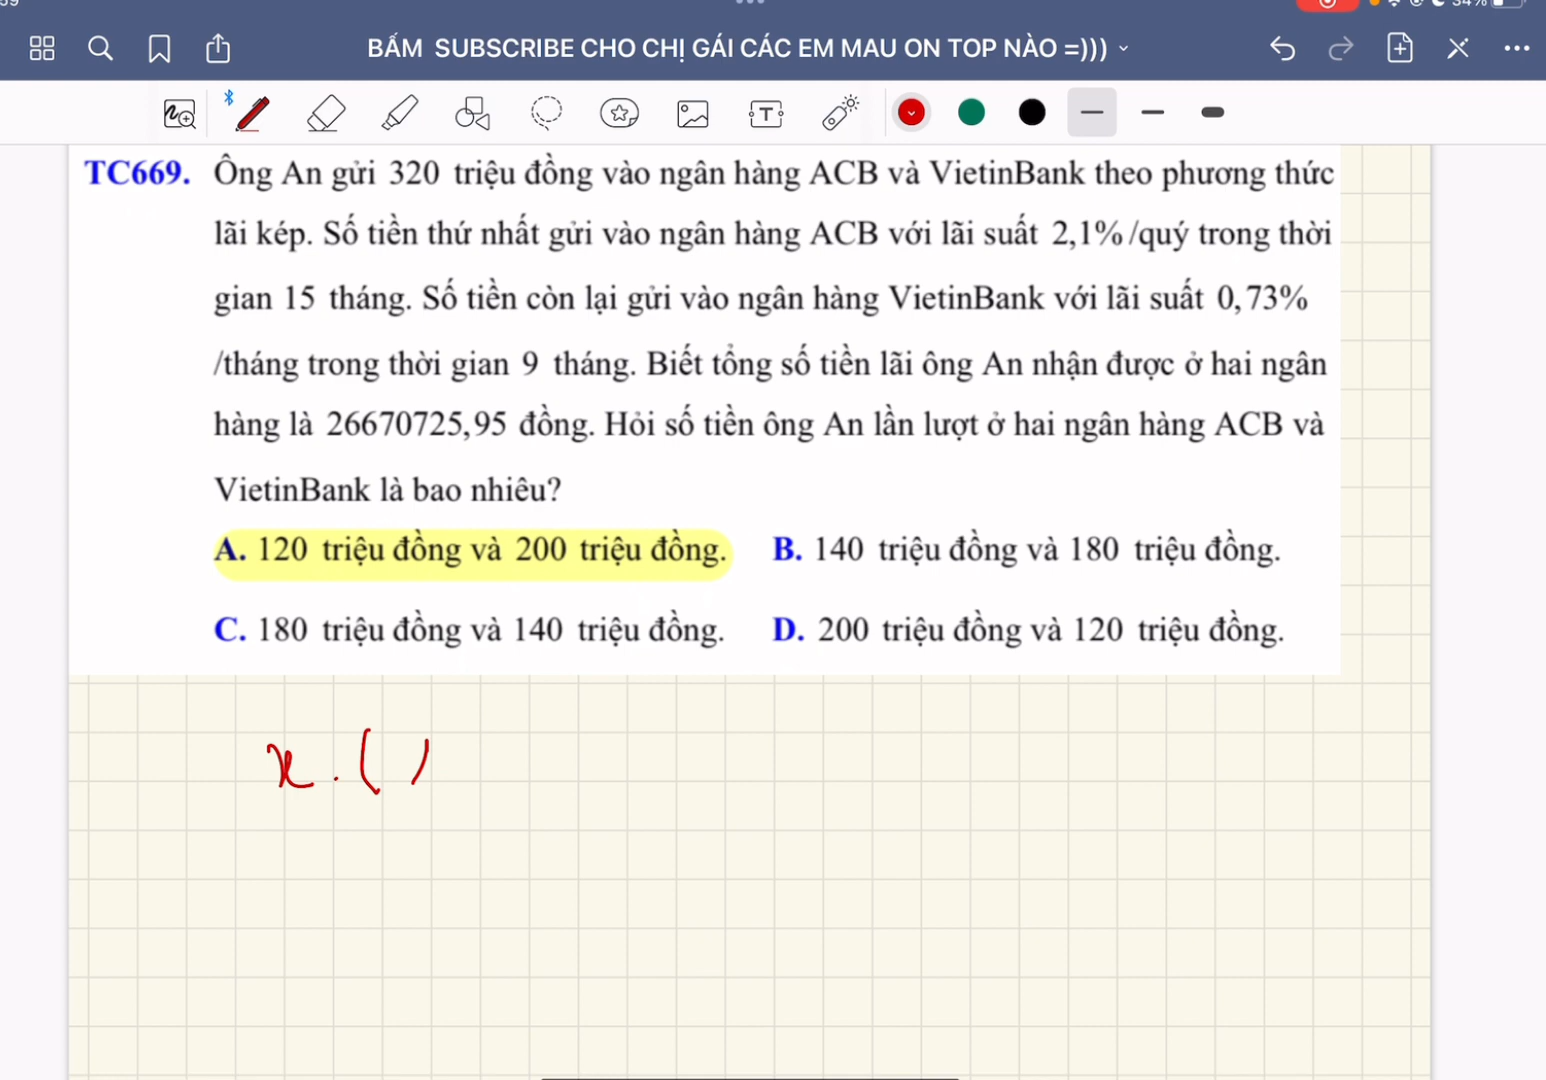 BẤM SUBSCRIBE CHO CHỊ GÁI CÁC EM MAU ON TOP NÀO =)))
TC669. Ông An gửi 320 triệu đồng vào ngân hàng ACB và VietinBank theo phương thức
lãi kép. Số tiền thứ nhất gửi vào ngân hàng ACB với lãi suất 2,1%/quý trong thời
gian 15 tháng. Số tiền còn lại gửi vào ngân hàng VietinBank với lãi suất 0,73%
/tháng trong thời gian 9 tháng. Biết tổng số tiền lãi ông An nhận được ở hai ngân
hàng là 26670725,95 đồng. Hỏi số tiền ông An lần lượt ở hai ngân hàng ACB và
VietinBank là bao nhiêu?
A. 120 triệu đồng và 200 triệu đồng. B. 140 triệu đồng và 180 triệu đồng.
C. 180 triệu đồng và 140 triệu đồng. D. 200 triệu đồng và 120 triệu đồng.
x . ( )